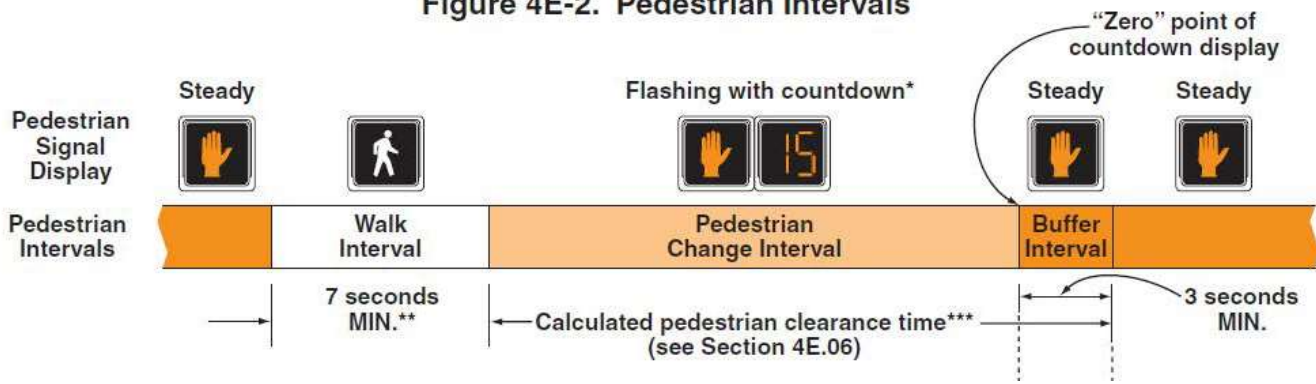 Figure 4E-2. Pedestrian Intervals
“Zero” point of
countdown display
Steady
Flashing with countdown*
Steady
Steady
Pedestrian
Signal
Display
15
Pedestrian
Intervals
Walk
Interval
Pedestrian
Change Interval
Buffer
Interval
7 seconds
MIN.**
Calculated pedestrian clearance time***
(see Section 4E.06)
3 seconds
MIN.